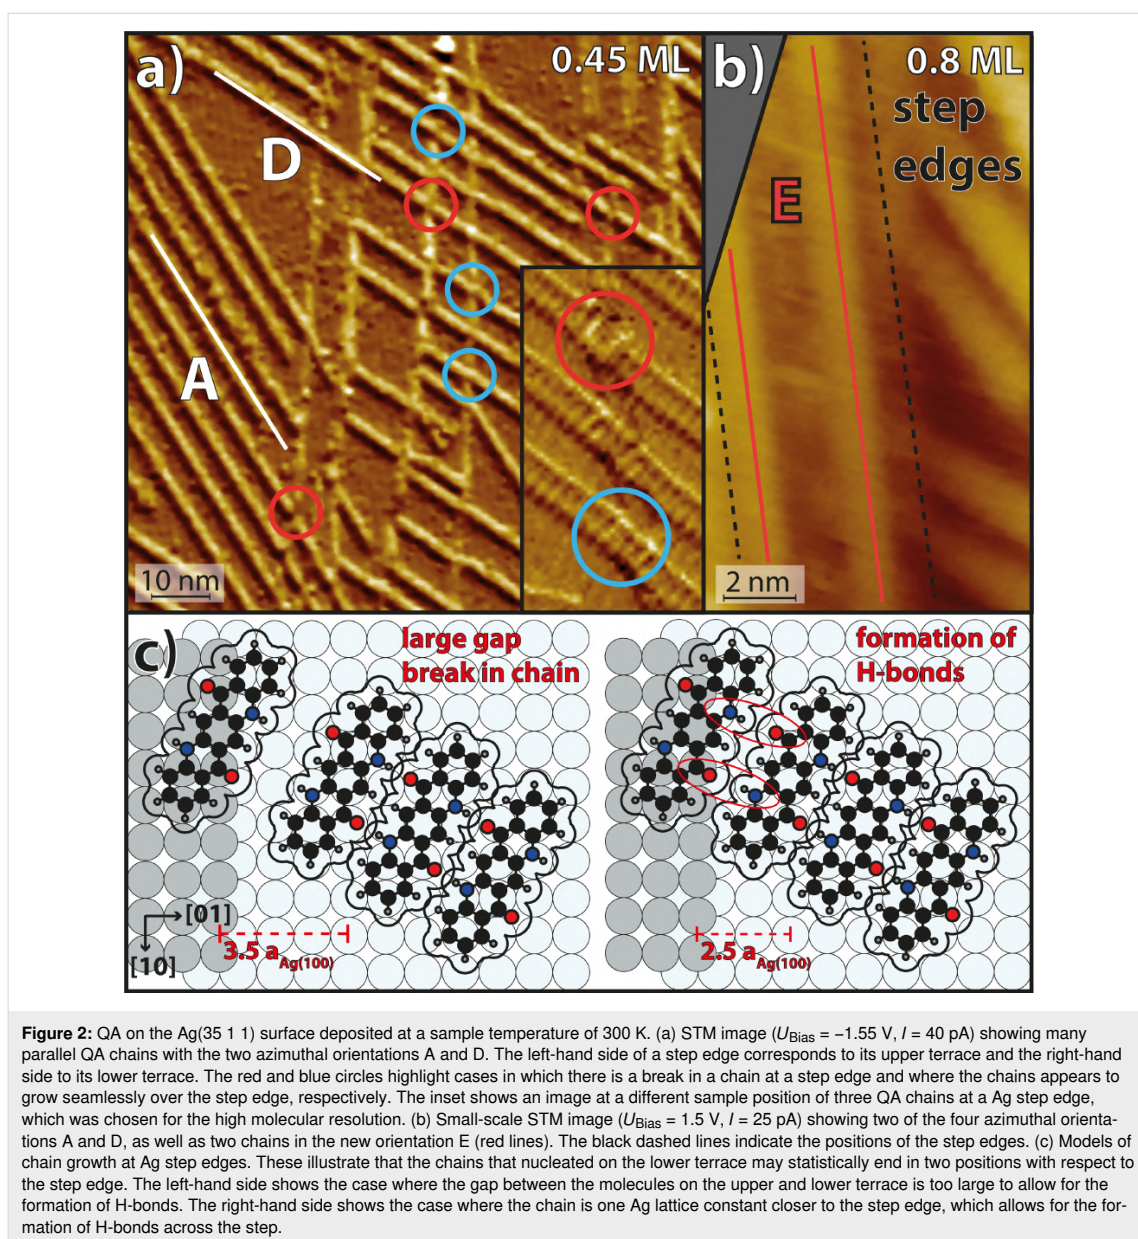 a)
0.45 ML
D
A
10 nm
b)
0.8 ML
step
edges
E
2 nm
c)
large gap
break in chain
[01]
[10]
3.5 a Ag(100)
formation of
H-bonds
2.5 a Ag(100)
Figure 2: QA on the Ag(35 1 1) surface deposited at a sample temperature of 300 K. (a) STM image (UBias = −1.55 V, I = 40 pA) showing many
parallel QA chains with the two azimuthal orientations A and D. The left-hand side of a step edge corresponds to its upper terrace and the right-hand
side to its lower terrace. The red and blue circles highlight cases in which there is a break in a chain at a step edge and where the chains appears to
grow seamlessly over the step edge, respectively. The inset shows an image at a different sample position of three QA chains at a Ag step edge,
which was chosen for the high molecular resolution. (b) Small-scale STM image (UBias = 1.5 V, I = 25 pA) showing two of the four azimuthal orienta-
tions A and D, as well as two chains in the new orientation E (red lines). The black dashed lines indicate the positions of the step edges. (c) Models of
chain growth at Ag step edges. These illustrate that the chains that nucleated on the lower terrace may statistically end in two positions with respect to
the step edge. The left-hand side shows the case where the gap between the molecules on the upper and lower terrace is too large to allow for the
formation of H-bonds. The right-hand side shows the case where the chain is one Ag lattice constant closer to the step edge, which allows for the for-
mation of H-bonds across the step.